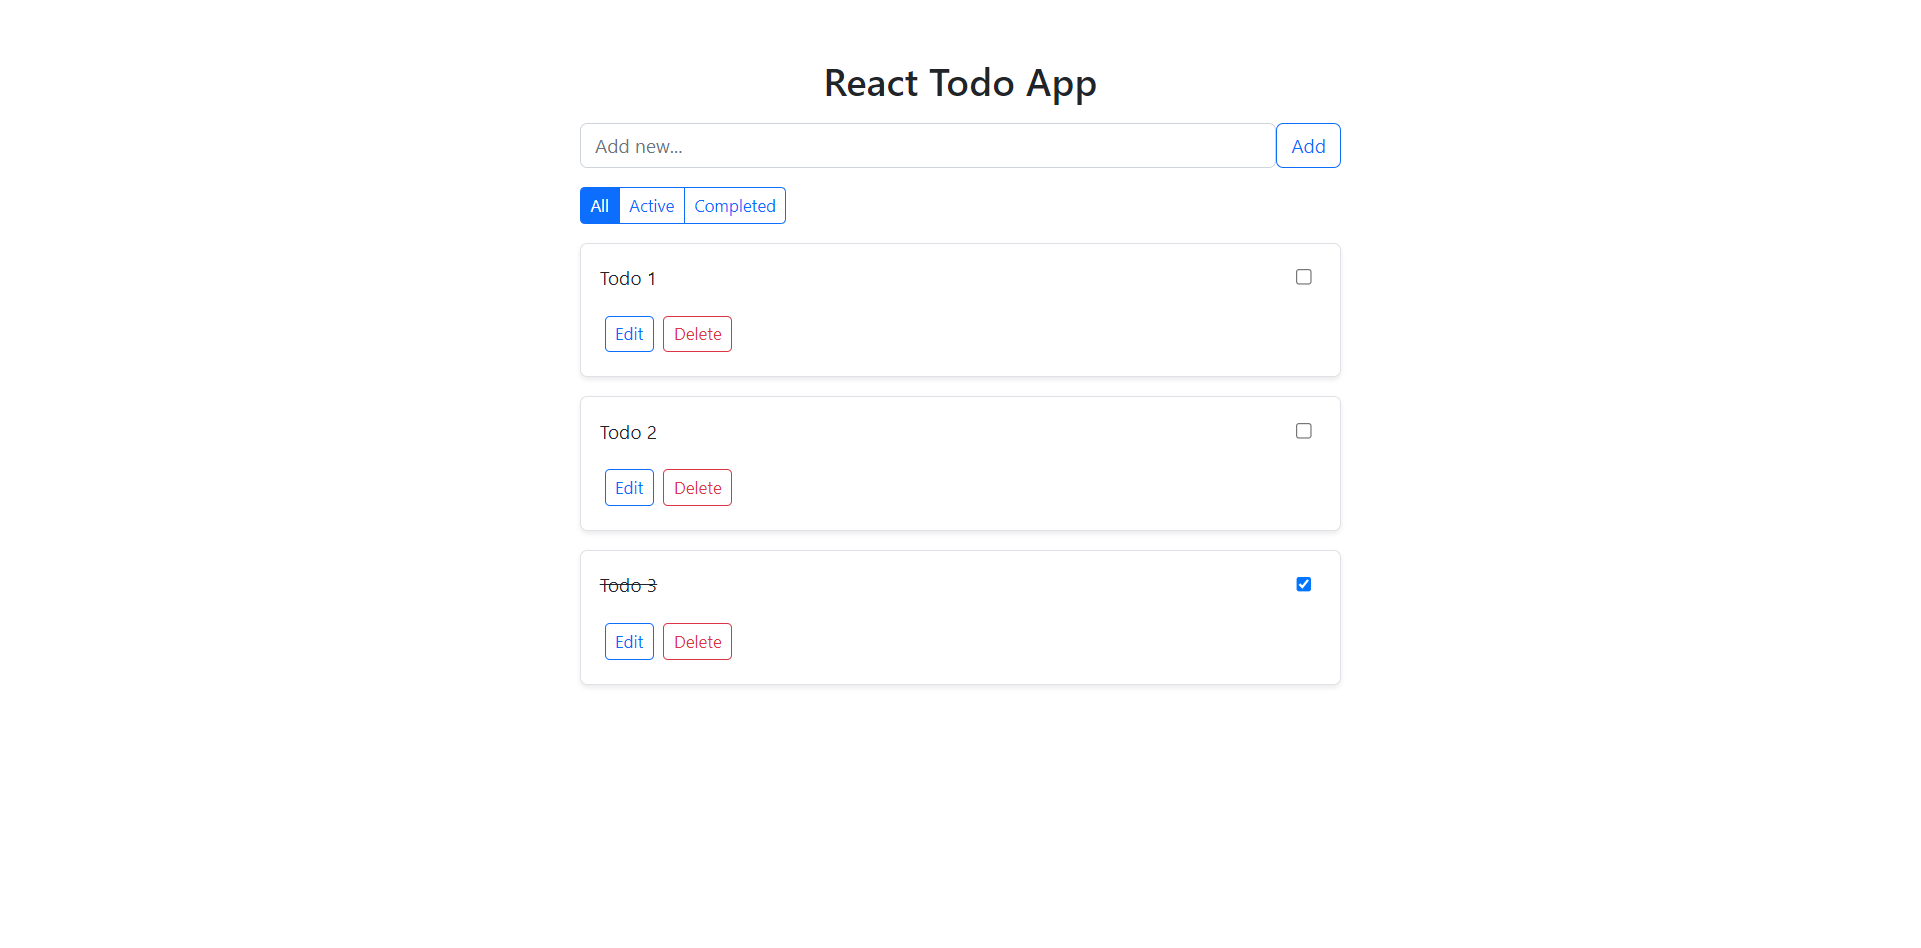 React Todo App
Add new... Add
All Active Completed
Todo 1
Edit Delete
Todo 2
Edit Delete
Todo 3
Edit Delete